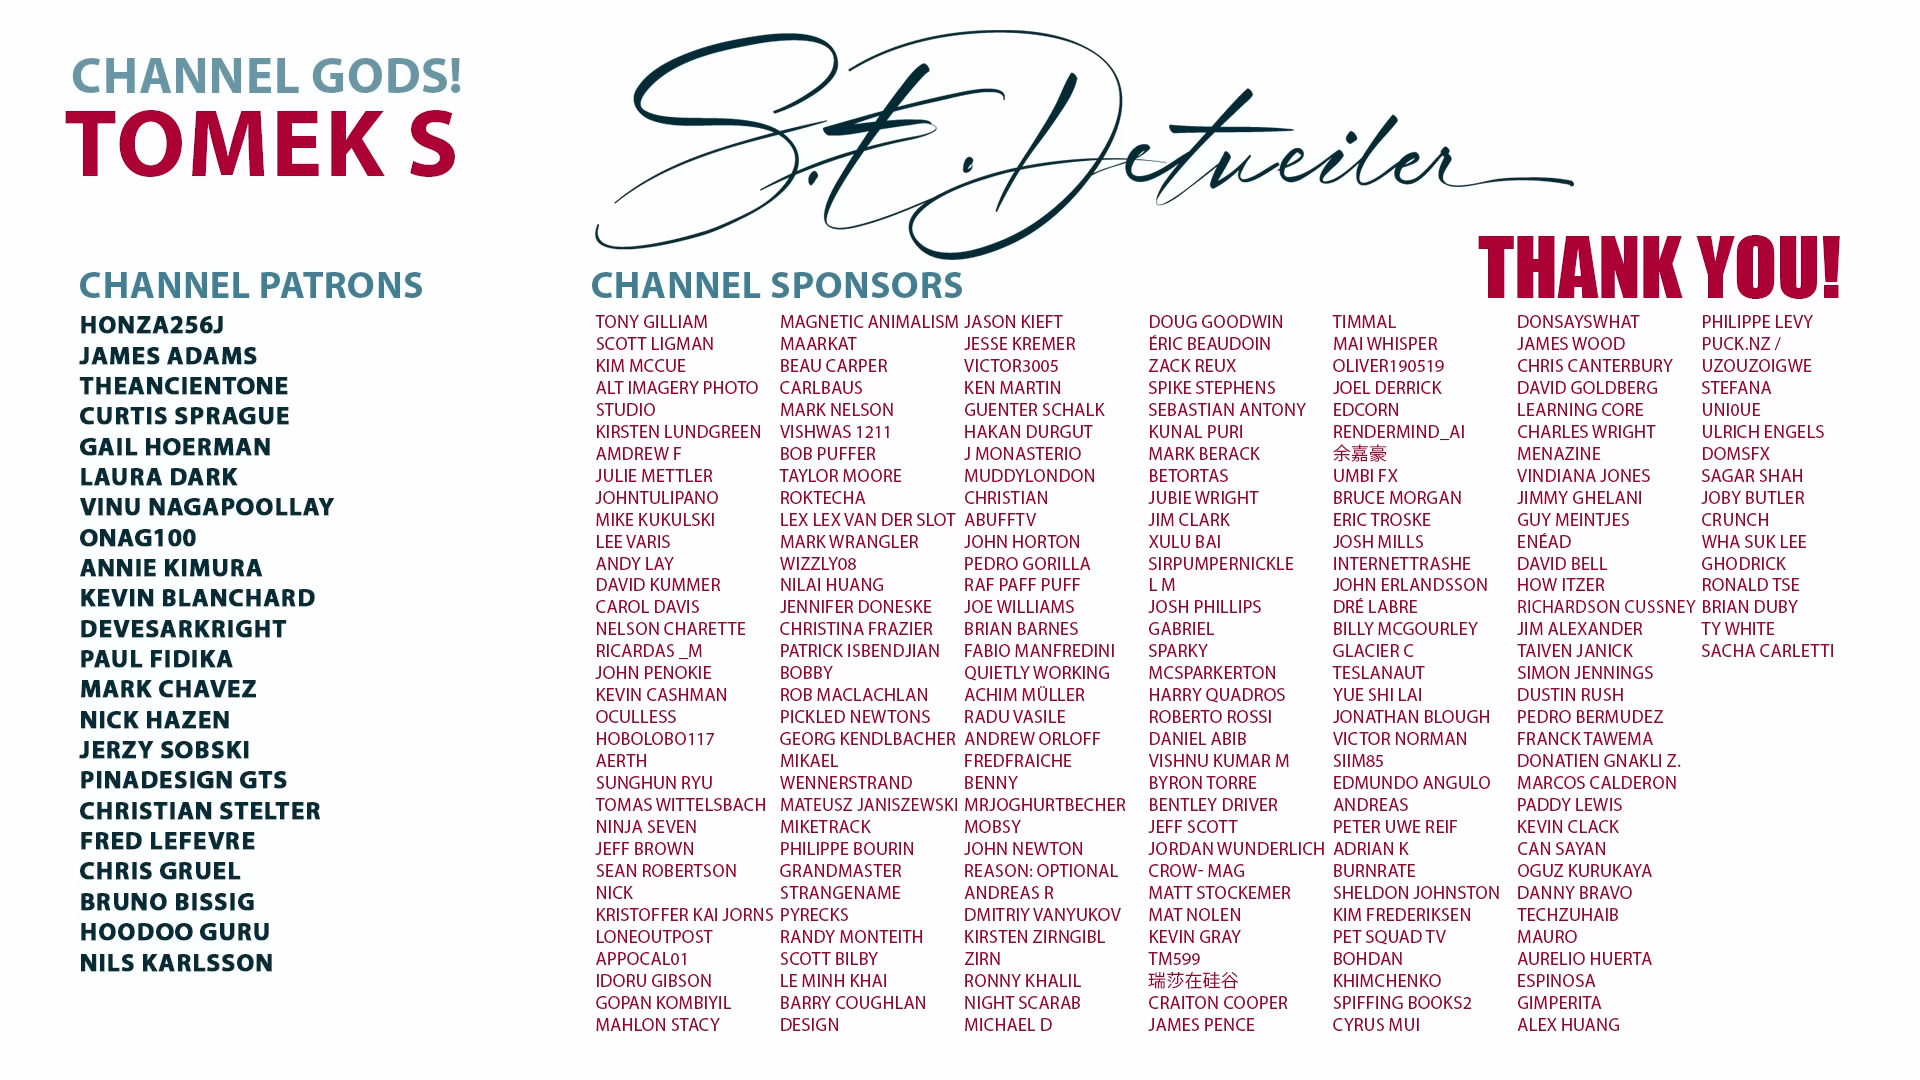 CHANNEL GODS!
TOMEK S
S.E. Detweiler
THANK YOU!
CHANNEL PATRONS
HONZA256J
JAMES ADAMS
THEANCIENTONE
CURTIS SPRAGUE
GAIL HOERMAN
LAURA DARK
VINU NAGAPOOLLAY
ONAG100
ANNIE KIMURA
KEVIN BLANCHARD
DEVESARKRIGHT
PAUL FIDIKA
MARK CHAVEZ
NICK HAZEN
JERZY SOBSKI
PINADESIGN GTS
CHRISTIAN STELTER
FRED LEFEVRE
CHRIS GRUEL
BRUNO BISSIG
HOODOO GURU
NILS KARLSSON
CHANNEL SPONSORS
TONY GILLIAM
SCOTT LIGMAN
KIM MCCUE
ALT IMAGERY PHOTO
STUDIO
KIRSTEN LUNDGREEN
AMDREW F
JULIE METTLER
JOHNTULIPANO
MIKE KUKULSKI
LEE VARIS
ANDY LAY
DAVID KUMMER
CAROL DAVIS
NELSON CHARETTE
RICARDAS _M
JOHN PENOKIE
KEVIN CASHMAN
OCULLESS
HOBOLOBO117
AERTH
SUNGHUN RYU
TOMAS WITTELSBACH
NINJA SEVEN
JEFF BROWN
SEAN ROBERTSON
NICK
KRISTOFFER KAI JORNS
LONEOUTPOST
APPOCAL01
IDORU GIBSON
GOPAN KOMBIYIL
MAHLON STACY
MAGNETIC ANIMALISM
MAARKAT
BEAU CARPER
CARLBAUS
MARK NELSON
VISHWAS 1211
BOB PUFFER
TAYLOR MOORE
ROKTECHA
LEX LEX VAN DER SLOT
MARK WRANGLER
WIZZLY08
NILAI HUANG
JENNIFER DONESKE
CHRISTINA FRAZIER
PATRICK ISBENDJIAN
BOBBY
ROB MACLACHLAN
PICKLED NEWTONS
GEORG KENDLBACHER
MIKAEL
WENNERSTRAND
MATEUSZ JANISZEWSKI
MIKETRACK
PHILIPPE BOURIN
GRANDMASTER
STRANGENAME
PYRECKS
RANDY MONTEITH
SCOTT BILBY
LE MINH KHAI
BARRY COUGHLAN
DESIGN
JASON KIEFT
JESSE KREMER
VICTOR3005
KEN MARTIN
GUENTER SCHALK
HAKAN DURGUT
J MONASTERIO
MUDDYLONDON
CHRISTIAN
ABUFFTV
JOHN HORTON
PEDRO GORILLA
RAF PAFF PUFF
JOE WILLIAMS
BRIAN BARNES
FABIO MANFREDINI
QUIETLY WORKING
ACHIM MÜLLER
RADU VASILE
ANDREW ORLOFF
FREDFRAICHE
BENNY
MRJOGHURTBECHER
MOBSY
JOHN NEWTON
REASON: OPTIONAL
ANDREAS R
DMITRIY VANYUKOV
KIRSTEN ZIRNGIBL
ZIRN
RONNY KHALIL
NIGHT SCARAB
MICHAEL D
DOUG GOODWIN
ÉRIC BEAUDOIN
ZACK REUX
SPIKE STEPHENS
SEBASTIAN ANTONY
KUNAL PURI
MARK BERACK
BETORTAS
JUBIE WRIGHT
JIM CLARK
XULU BAI
SIRPUMPERNICKLE
L M
JOSH PHILLIPS
GABRIEL
SPARKY
MCSPARKERTON
HARRY QUADROS
ROBERTO ROSSI
DANIEL ABIB
VISHNU KUMAR M
BYRON TORRE
BENTLEY DRIVER
JEFF SCOTT
JORDAN WUNDERLICH
CROW- MAG
MATT STOCKEMER
MAT NOLEN
KEVIN GRAY
TM599
瑞莎在硅谷
CRAITON COOPER
JAMES PENCE
TIMMAL
MAI WHISPER
OLIVER190519
JOEL DERRICK
EDCORN
RENDERMIND_AI
余嘉豪
UMBI FX
BRUCE MORGAN
ERIC TROSKE
JOSH MILLS
INTERNETTRASHE
JOHN ERLANDSSON
DRÉ LABRE
BILLY MCGOURLEY
GLACIER C
TESLANAUT
YUE SHI LAI
JONATHAN BLOUGH
VICTOR NORMAN
SIIM85
EDMUNDO ANGULO
ANDREAS
PETER UWE REIF
ADRIAN K
BURNRATE
SHELDON JOHNSTON
KIM FREDERIKSEN
PET SQUAD TV
BOHDAN
KHIMCHENKO
SPIFFING BOOKS2
CYRUS MUI
DONSAYSWHAT
JAMES WOOD
CHRIS CANTERBURY
DAVID GOLDBERG
LEARNING CORE
CHARLES WRIGHT
MENAZINE
VINDIANA JONES
JIMMY GHELANI
GUY MEINTJES
ENÉAD
DAVID BELL
HOW ITZER
RICHARDSON CUSSNEY
JIM ALEXANDER
TAIVEN JANICK
SIMON JENNINGS
DUSTIN RUSH
PEDRO BERMUDEZ
FRANCK TAWEMA
DONATIEN GNAKLI Z.
MARCOS CALDERON
PADDY LEWIS
KEVIN CLACK
CAN SAYAN
OGUZ KURUKAYA
DANNY BRAVO
TECHZUHAIB
MAURO
AURELIO HUERTA
ESPINOSA
GIMPERITA
ALEX HUANG
PHILIPPE LEVY
PUCK.NZ /
UZOUZOIGWE
STEFANA
UNI0UE
ULRICH ENGELS
DOMSFX
SAGAR SHAH
JOBY BUTLER
CRUNCH
WHA SUK LEE
GHODRICK
RONALD TSE
BRIAN DUBY
TY WHITE
SACHA CARLETTI